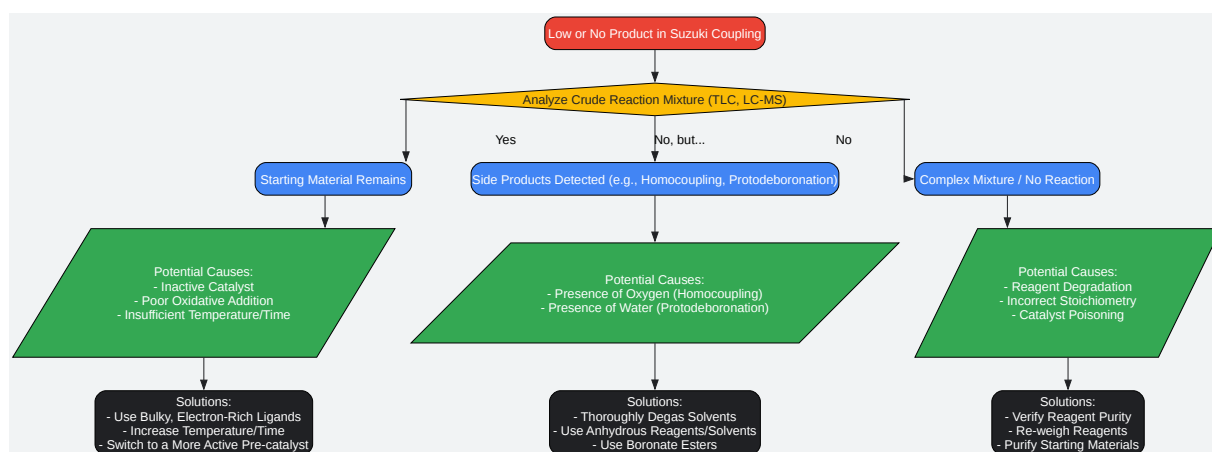 Low or No Product in Suzuki Coupling
Analyze Crude Reaction Mixture (TLC, LC-MS)
Yes
No, but...
No
Starting Material Remains
Side Products Detected (e.g., Homocoupling, Protodeboronation)
Complex Mixture / No Reaction
Potential Causes:
- Inactive Catalyst
- Poor Oxidative Addition
- Insufficient Temperature/Time
Potential Causes:
- Presence of Oxygen (Homocoupling)
- Presence of Water (Protodeboronation)
Potential Causes:
- Reagent Degradation
- Incorrect Stoichiometry
- Catalyst Poisoning
Solutions:
- Use Bulky, Electron-Rich Ligands
- Increase Temperature/Time
- Switch to a More Active Pre-catalyst
Solutions:
- Thoroughly Degas Solvents
- Use Anhydrous Reagents/Solvents
- Use Boronate Esters
Solutions:
- Verify Reagent Purity
- Re-weigh Reagents
- Purify Starting Materials